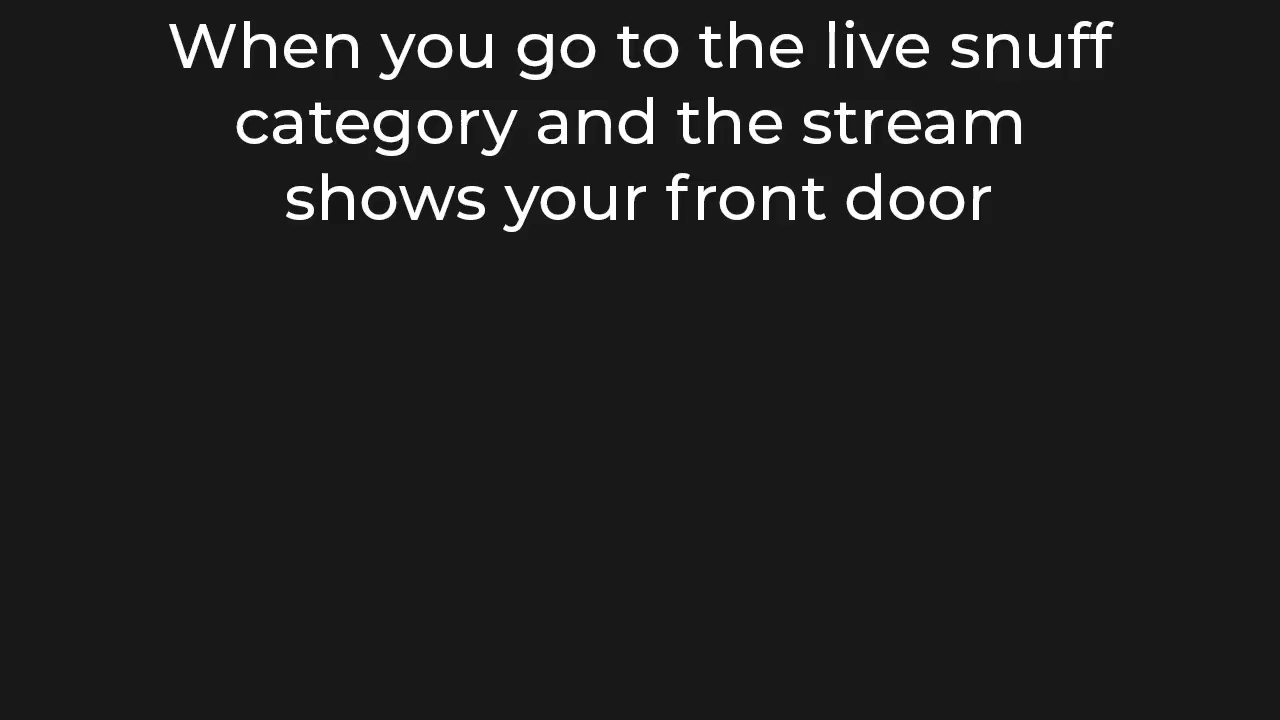 When you go to the live snuff
category and the stream
shows your front door